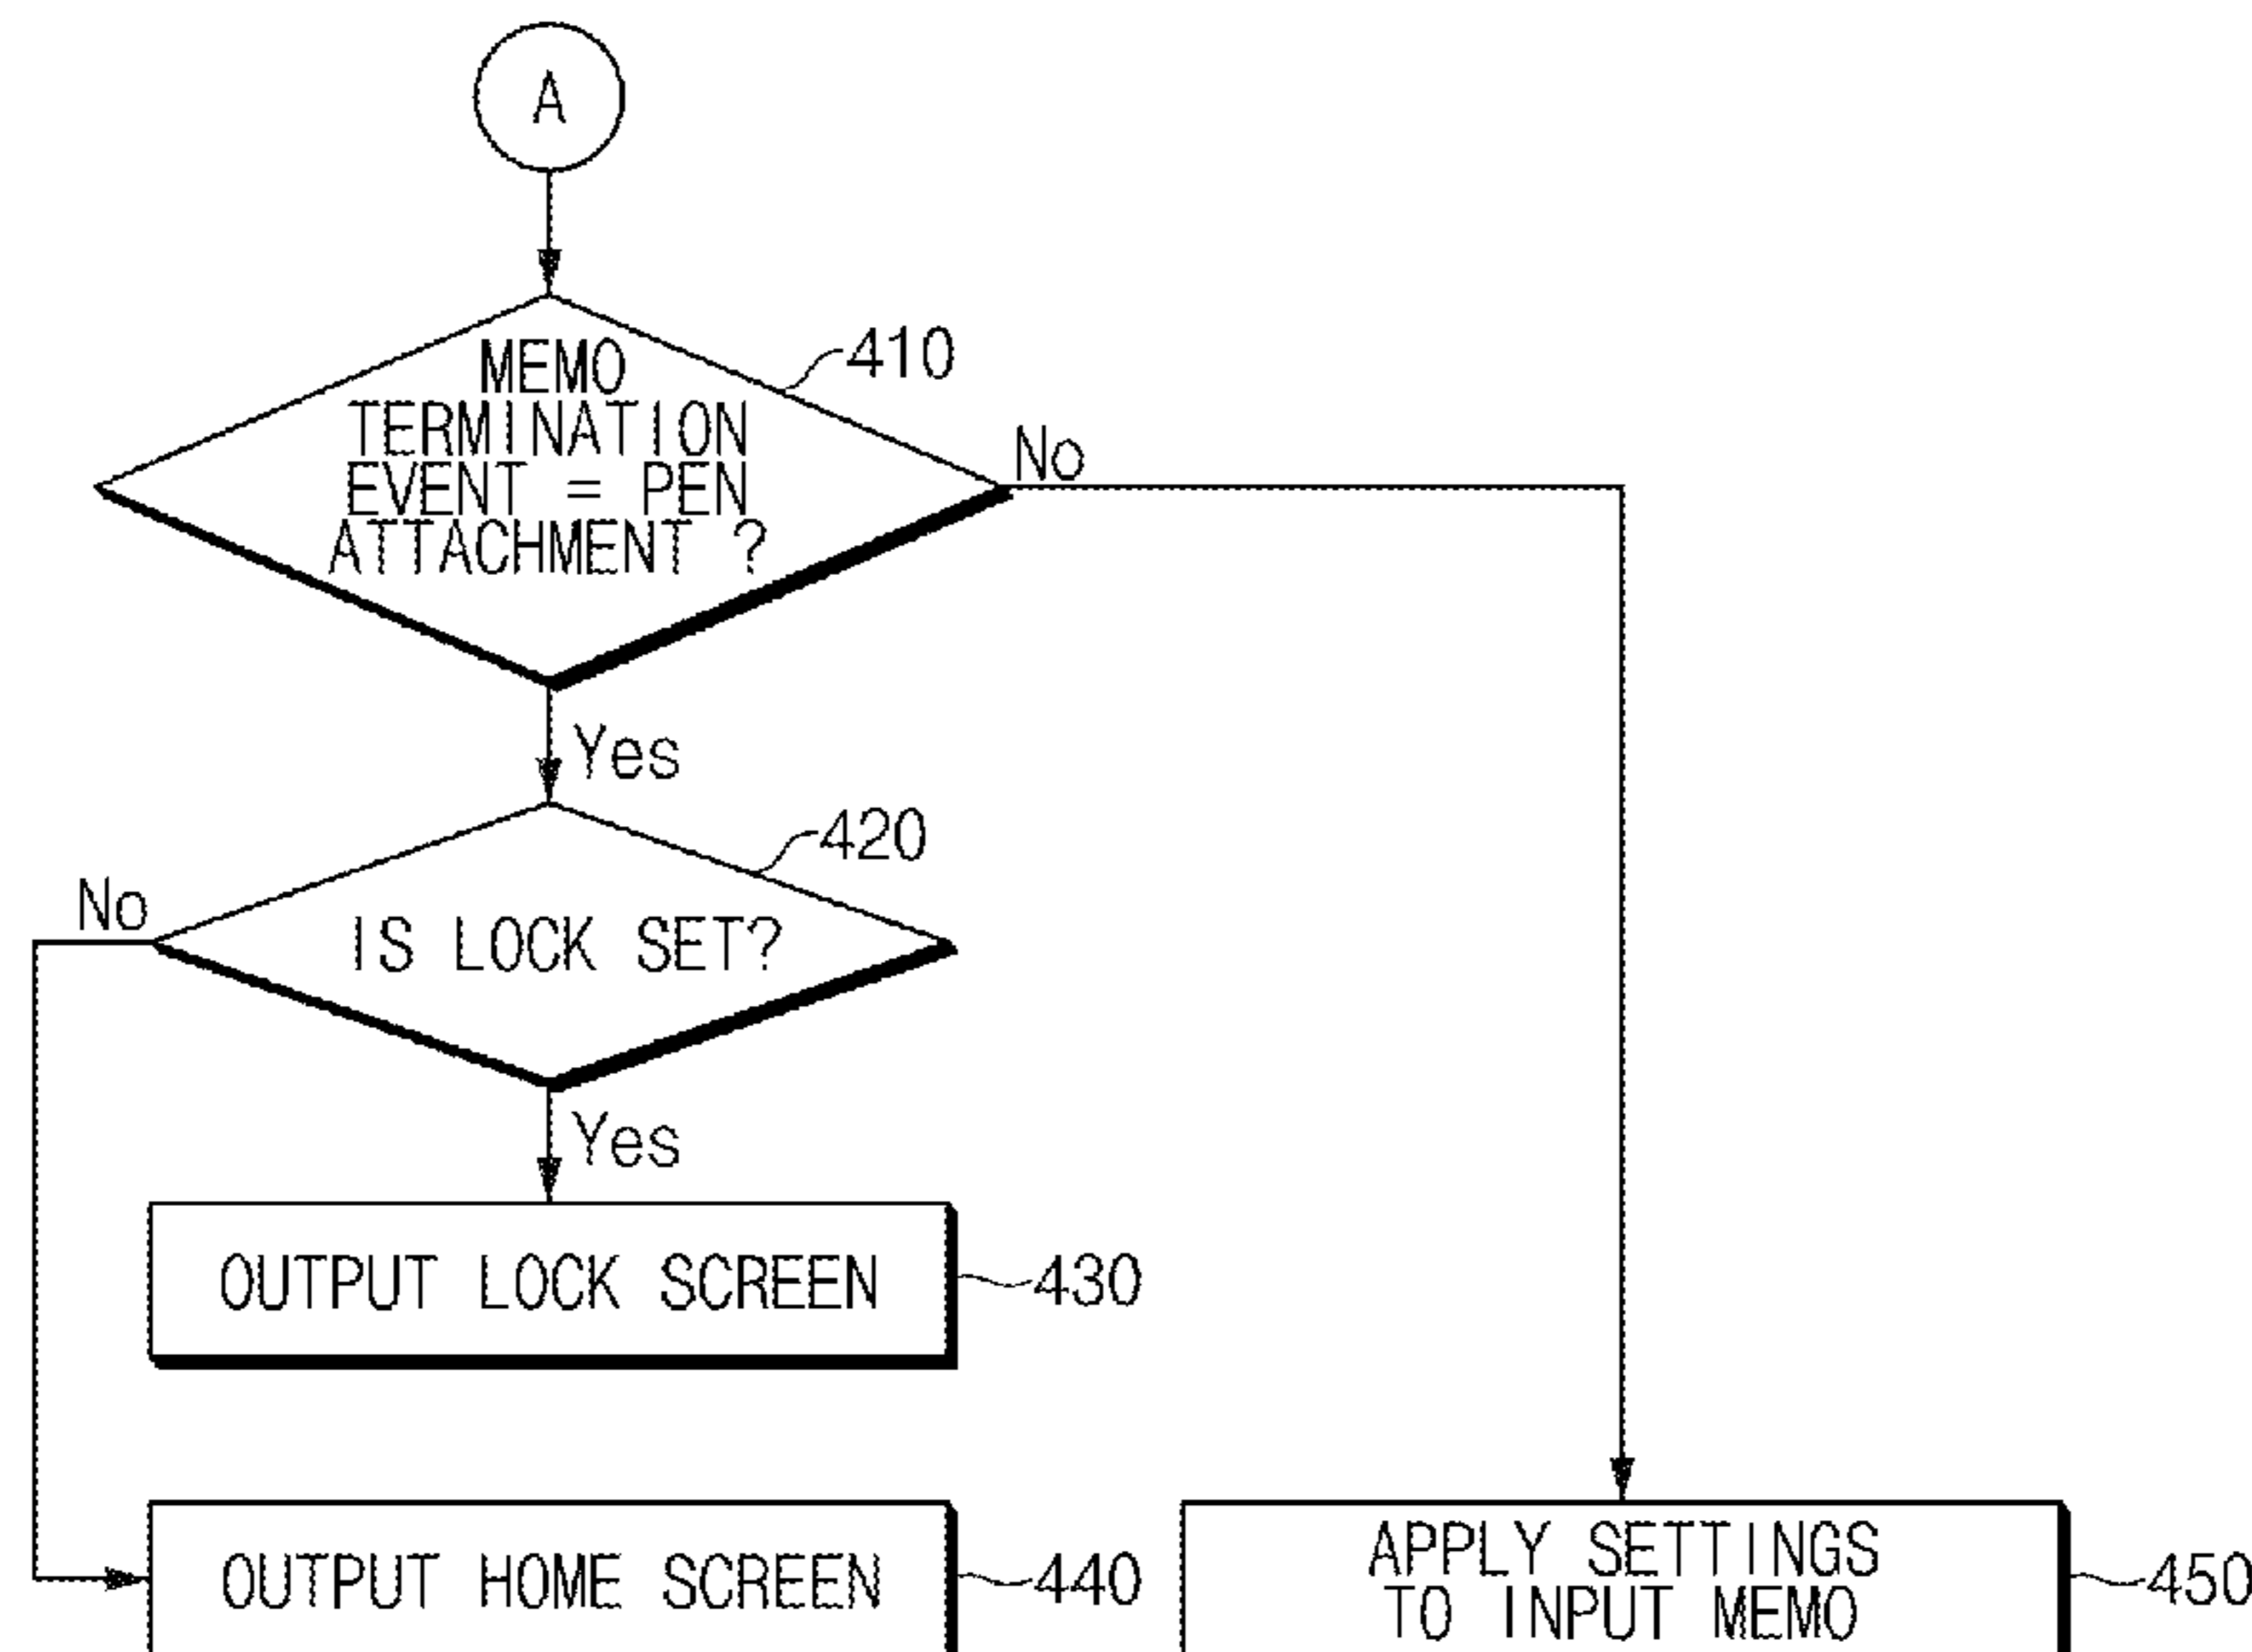 A
410
MEMO
TERMINATION
EVENT = PEN
ATTACHMENT ?
No
Yes
420
No
IS LOCK SET?
Yes
OUTPUT LOCK SCREEN
430
OUTPUT HOME SCREEN
440
APPLY SETTINGS
TO INPUT MEMO
450